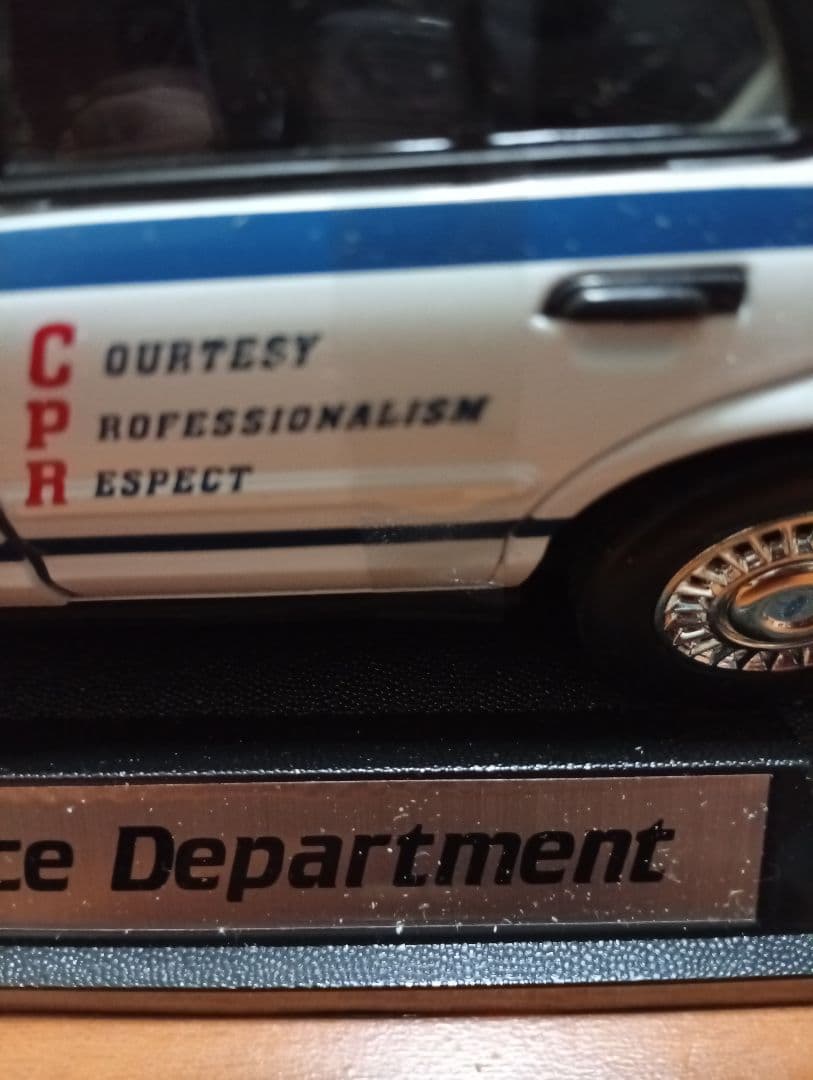 COURTESY
PROFESSIONALISM
RESPECT
ce Department